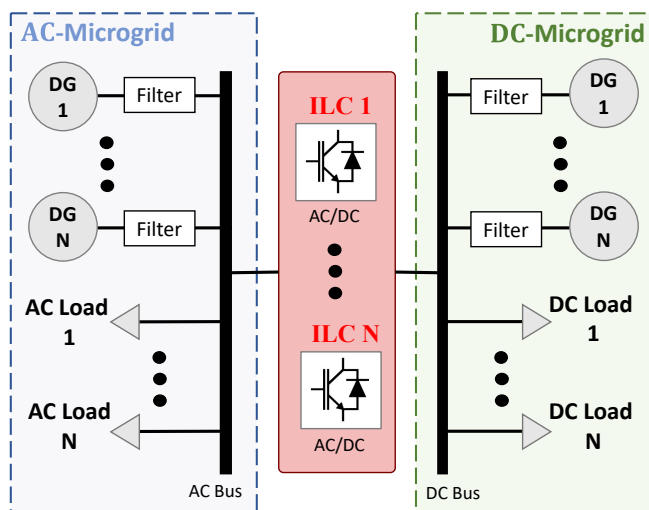 AC-Microgrid
DG
1
Filter
DG
N
Filter
AC Load
1
AC Load
N
AC Bus
ILC 1
AC/DC
ILC N
AC/DC
DC-Microgrid
Filter
DG
1
Filter
DG
N
DC Load
1
DC Load
N
DC Bus